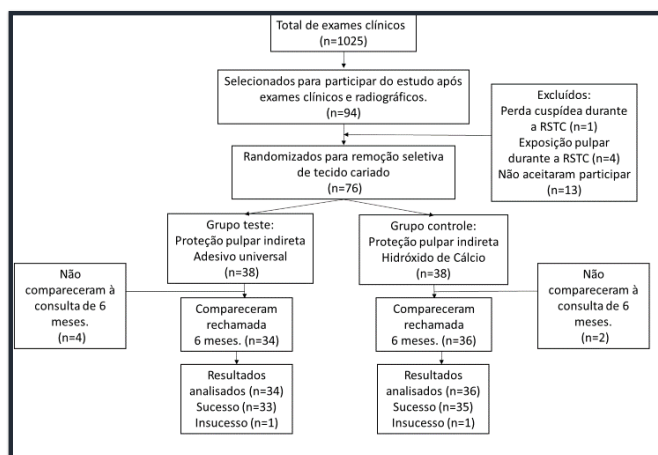 Total de exames clínicos
(n=1025)
Selecionados para participar do estudo após
exames clínicos e radiográficos.
(n=94)
Excluídos:
Perda cuspídea durante
a RSTC (n=1)
Exposição pulpar
durante a RSTC (n=4)
Não aceitaram participar
(n=13)
Randomizados para remoção seletiva
de tecido cariado
(n=76)
Grupo teste:
Proteção pulpar indireta
Adesivo universal
(n=38)
Grupo controle:
Proteção pulpar indireta
Hidróxido de Cálcio
(n=38)
Não
compareceram à
consulta de 6
meses.
(n=4)
Compareceram
rechamada
6 meses. (n=34)
Compareceram
rechamada
6 meses. (n=36)
Não
compareceram à
consulta de 6
meses.
(n=2)
Resultados
analisados (n=34)
Sucesso (n=33)
Insucesso (n=1)
Resultados
analisados (n=36)
Sucesso (n=35)
Insucesso (n=1)